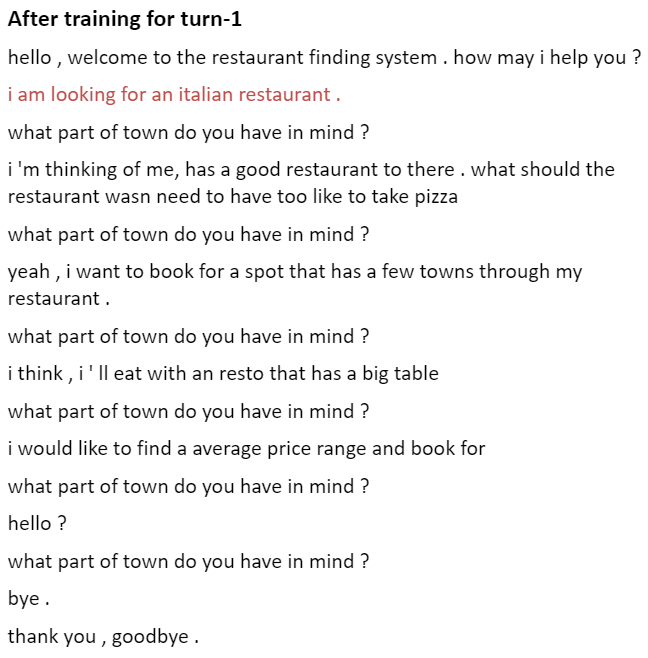 After training for turn-1
hello , welcome to the restaurant finding system . how may i help you ?
i am looking for an italian restaurant .
what part of town do you have in mind ?
i 'm thinking of me, has a good restaurant to there . what should the
restaurant wasn need to have too like to take pizza
what part of town do you have in mind ?
yeah , i want to book for a spot that has a few towns through my
restaurant .
what part of town do you have in mind ?
i think , i ' ll eat with an resto that has a big table
what part of town do you have in mind ?
i would like to find a average price range and book for
what part of town do you have in mind ?
hello ?
what part of town do you have in mind ?
bye .
thank you , goodbye .